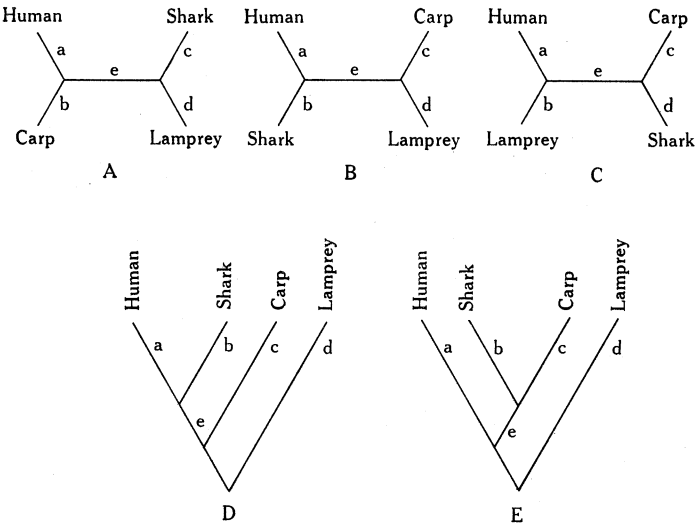 Human Shark Human Carp Human Carp
a c a c a c
e e e
b d b d b d
Carp Lamprey Shark Lamprey Lamprey Shark
A B C
Human Shark Carp Lamprey Human Shark Carp Lamprey
a b c d a b c d
e e
D E